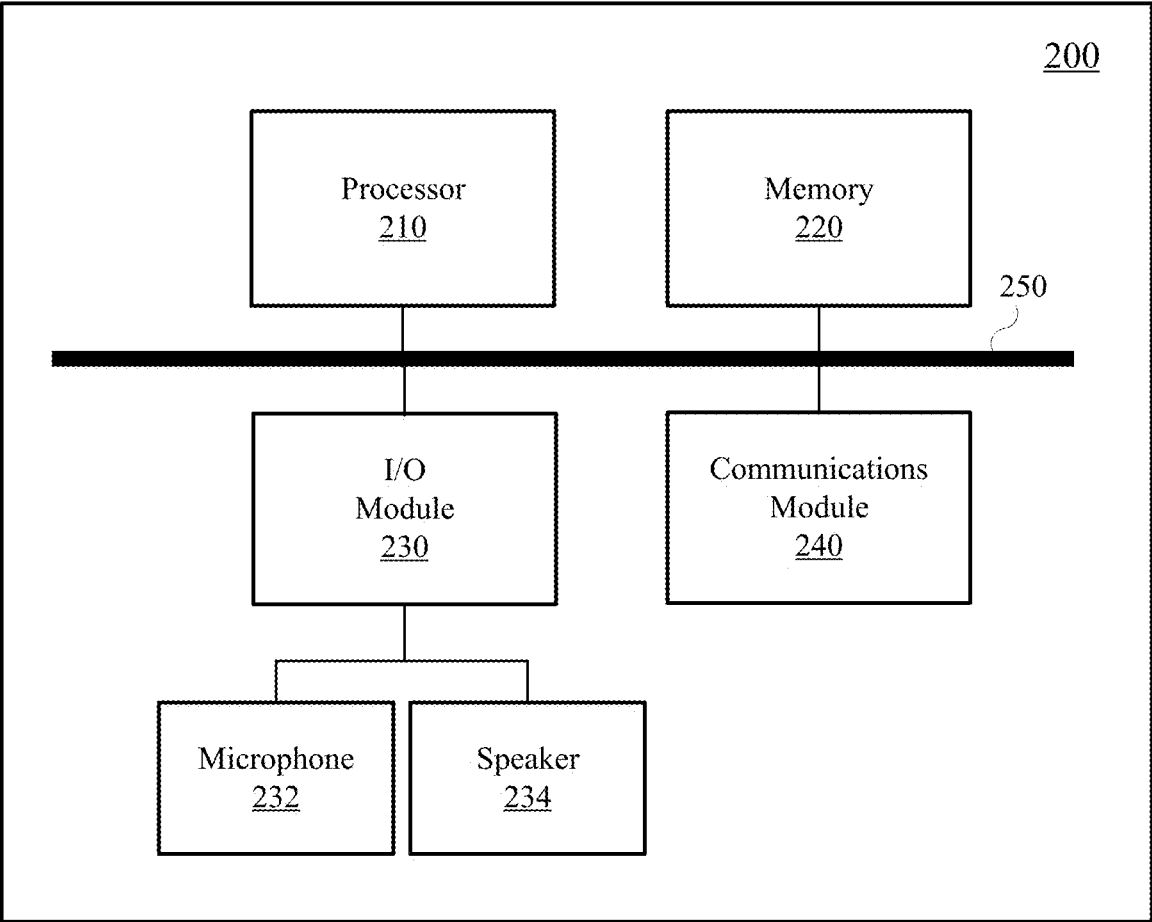 200
Processor
210
Memory
220
250
I/O
Module
230
Communications
Module
240
Microphone
232
Speaker
234